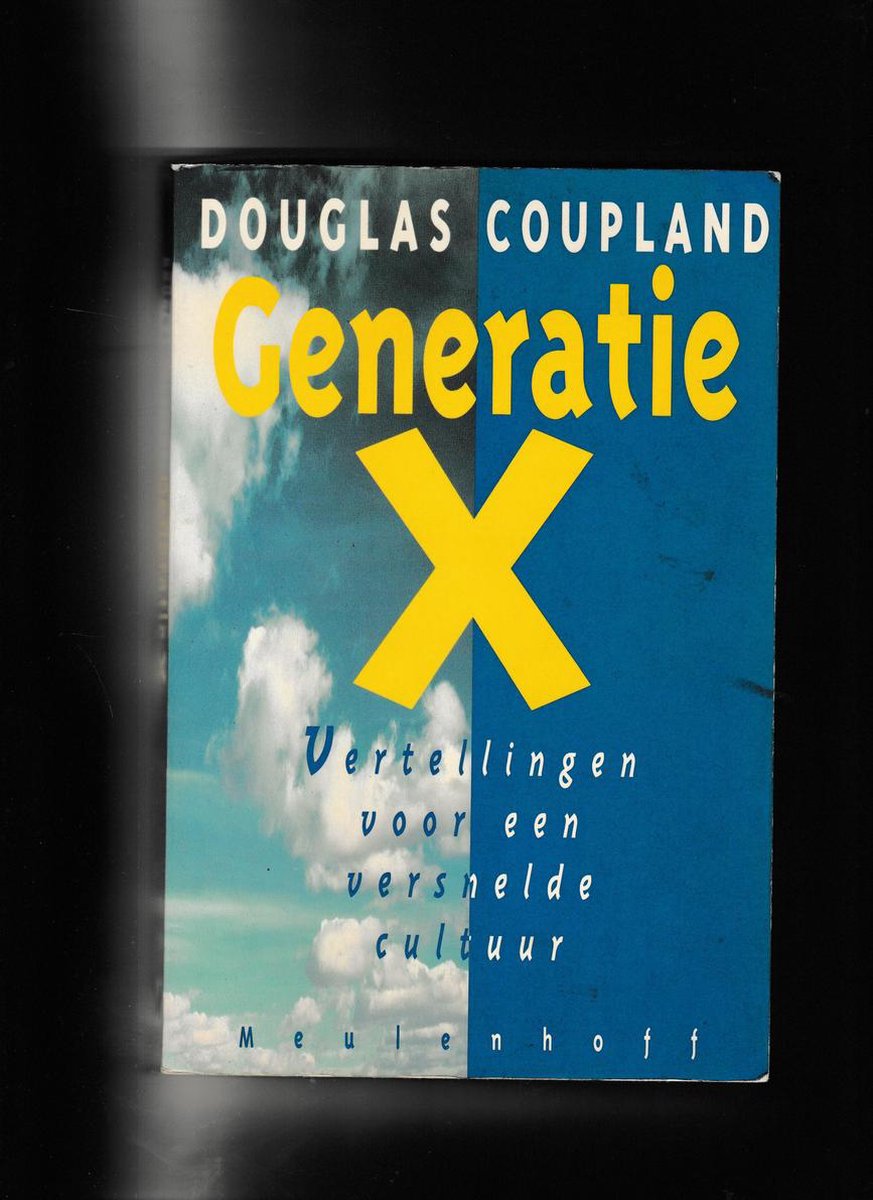 DOUGLAS COUPLAND
Generatie
X
Vertellingen
voor een
versnelde
cultuur
Meulenhoff